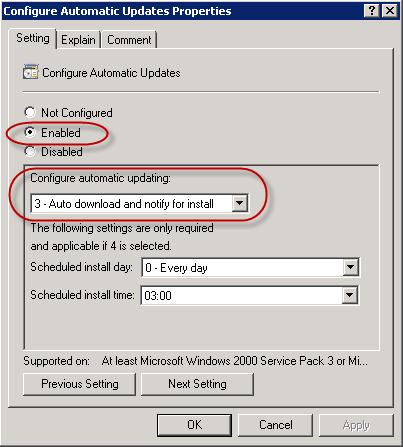 Configure Automatic Updates Properties
Setting Explain Comment
Configure Automatic Updates
Not Configured
Enabled
Disabled
Configure automatic updating:
3 - Auto download and notify for install
The following settings are only required
and applicable if 4 is selected.
Scheduled install day: 0 - Every day
Scheduled install time: 03:00
Supported on: At least Microsoft Windows 2000 Service Pack 3 or Mi...
Previous Setting Next Setting
OK Cancel Apply